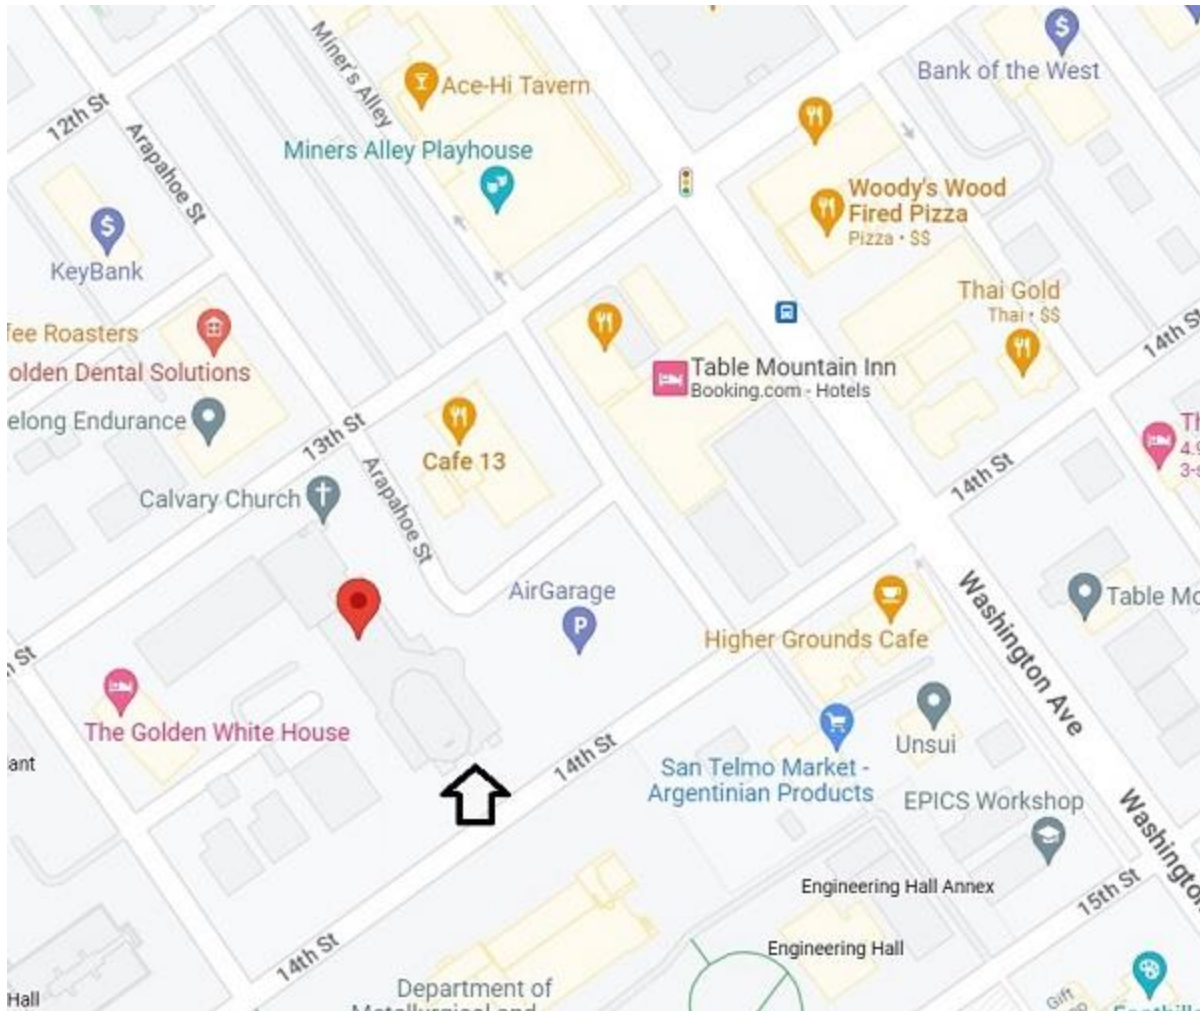 Miner's Alley
Ace-Hi Tavern
Bank of the West
12th St
Arapahoe St
Miners Alley Playhouse
Woody's Wood
Fired Pizza
Pizza • $$
KeyBank
Thai Gold
Thai • $$
14th St
fee Roasters
olden Dental Solutions
Table Mountain Inn
Booking.com - Hotels
elong Endurance
13th St
Cafe 13
Calvary Church
Arapahoe St
14th St
AirGarage
P
Higher Grounds Cafe
Washington Ave
Table Mo
St
The Golden White House
14th St
San Telmo Market -
Argentinian Products
Unsui
ant
EPICS Workshop
Washington
Engineering Hall Annex
15th St
14th St
Engineering Hall
Department of
Hall
Gift